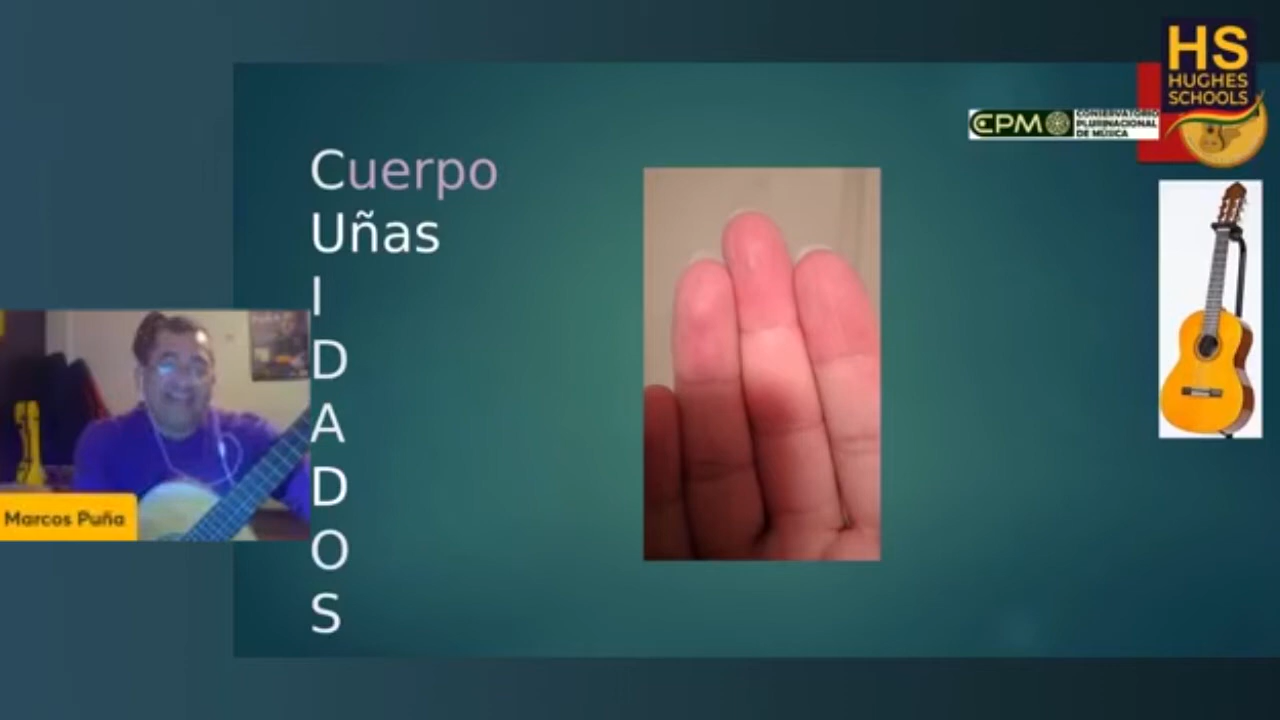 HS
HUGHES
SCHOOLS
CPM
CONSERVATORIO
PLURINACIONAL
DE MÚSICA
Cuerpo
Uñas
I
D
A
D
O
S
Marcos Puña